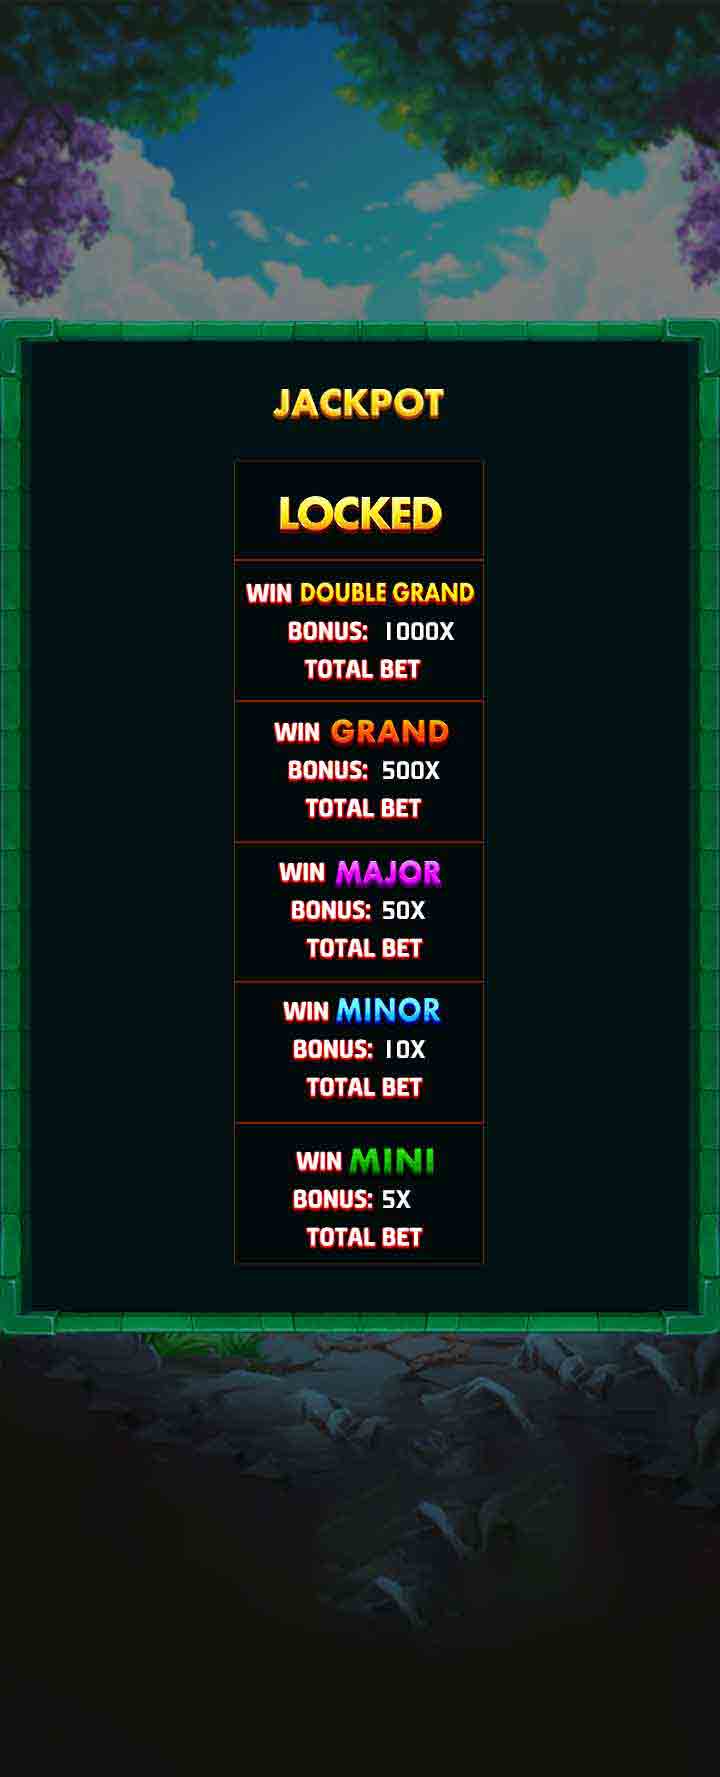 JACKPOT
LOCKED
WIN DOUBLE GRAND
BONUS: 1000X
TOTAL BET
WIN GRAND
BONUS: 500X
TOTAL BET
WIN MAJOR
BONUS: 50X
TOTAL BET
WIN MINOR
BONUS: 10X
TOTAL BET
WIN MINI
BONUS: 5X
TOTAL BET